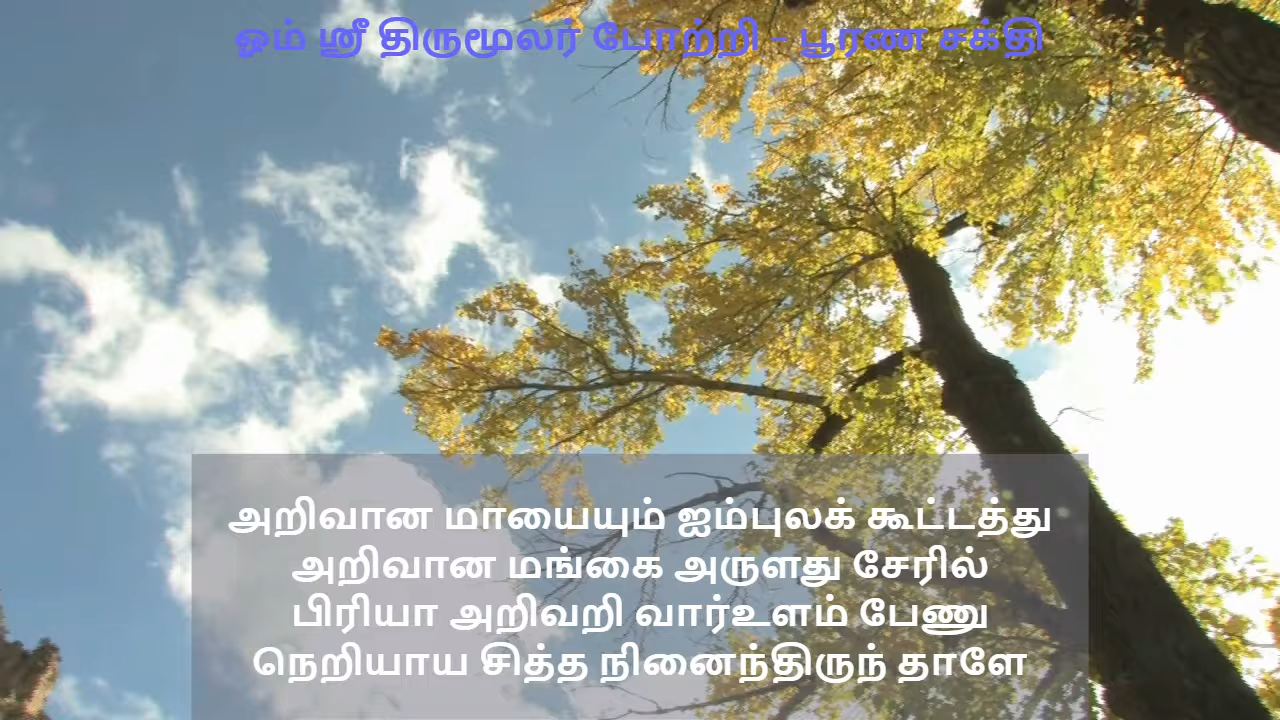 ஓம் ஸ்ரீ திருமூலர் போற்றி - பூரண சக்தி
அறிவான மாயையும் ஐம்புலக் கூட்டத்து
அறிவான மங்கை அருளது சேரில்
பிரியா அறிவறி வார்உளம் பேணு
நெறியாய சித்த நினைந்திருந் தாளே